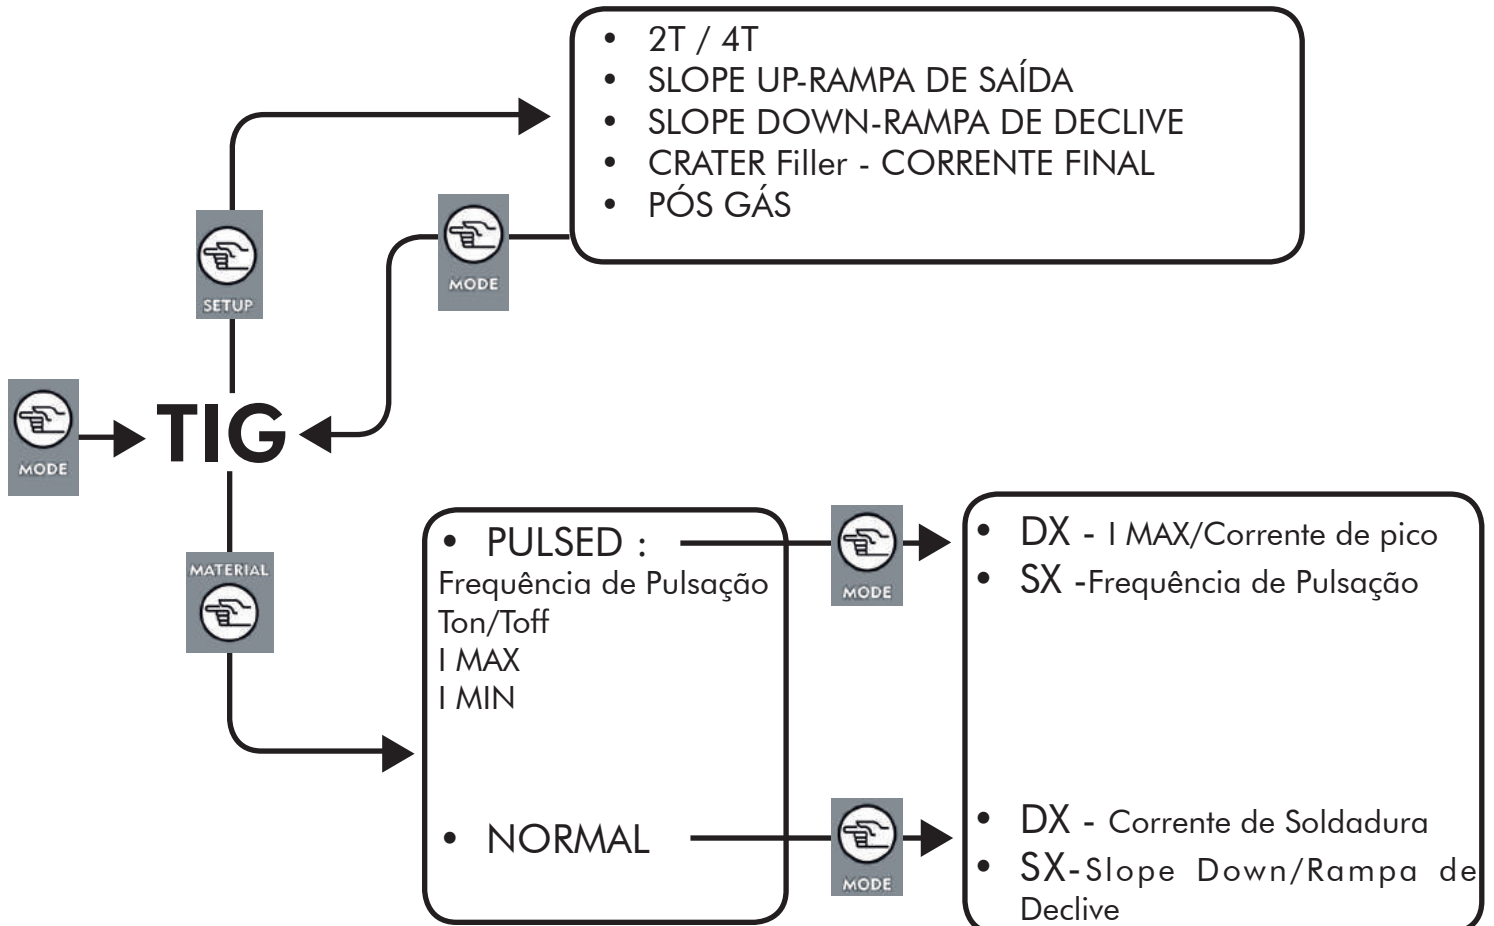 • 2T / 4T
• SLOPE UP-RAMPA DE SAÍDA
• SLOPE DOWN-RAMPA DE DECLIVE
• CRATER Filler - CORRENTE FINAL
• PÓS GÁS
SETUP
MODE
MODE
TIG
MATERIAL
• PULSED :
Frequência de Pulsação
Ton/Toff
I MAX
I MIN
• NORMAL
MODE
MODE
• DX - I MAX/Corrente de pico
• SX -Frequência de Pulsação
• DX - Corrente de Soldadura
• SX-Slope Down/Rampa de
Declive